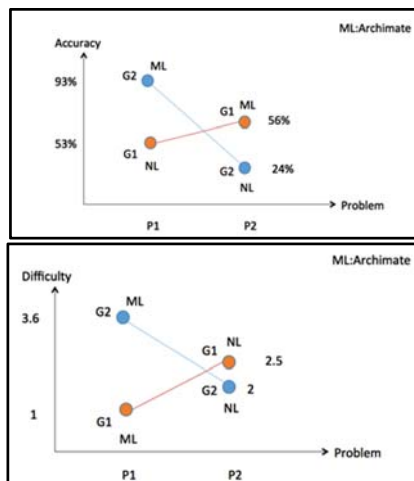 ML:Archimate
Accuracy
93%
G2
ML
53%
G1
NL
G1
ML
56%
G2
NL
24%
Problem
P1
P2
ML:Archimate
Difficulty
3.6
G2
ML
1
G1
ML
G1
NL
2.5
G2
NL
2
Problem
P1
P2